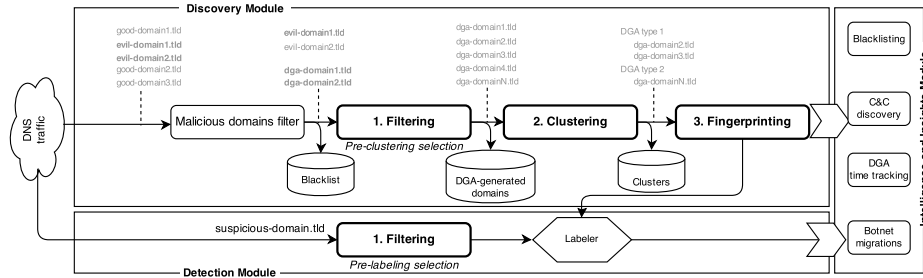 Discovery Module
good-domain1.tld
evil-domain1.tld
evil-domain2.tld
good-domain2.tld
good-domain3.tld
evil-domain1.tld
evil-domain2.tld
dga-domain1.tld
dga-domain2.tld
dga-domain1.tld
dga-domain2.tld
dga-domain3.tld
dga-domain4.tld
dga-domainN.tld
DGA type 1
dga-domain2.tld
dga-domain3.tld
DGA type 2
dga-domainN.tld
DNS
traffic
Malicious domains filter
1. Filtering
2. Clustering
3. Fingerprinting
Pre-clustering selection
Blacklist
DGA-generated
domains
Clusters
Blacklisting
C&C
discovery
DGA
time tracking
Botnet
migrations
suspicious-domain.tld
1. Filtering
Labeler
Pre-labeling selection
Detection Module